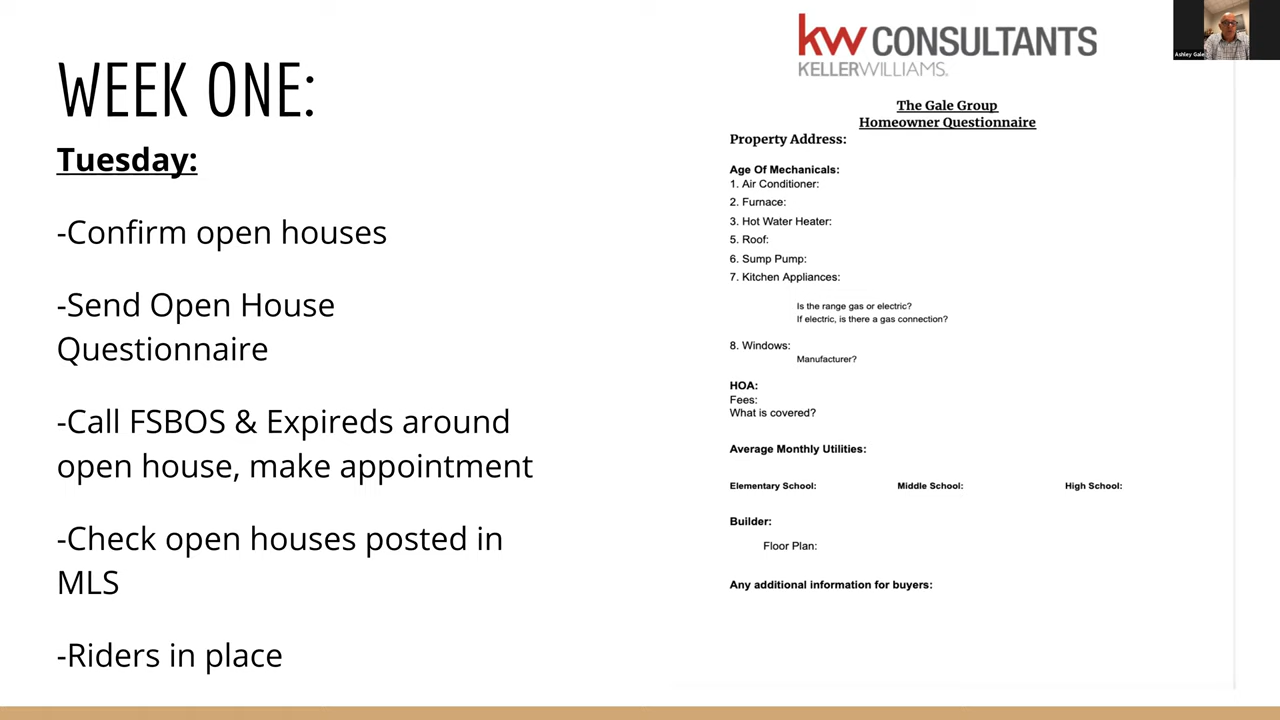 WEEK ONE:
Tuesday:
-Confirm open houses
-Send Open House
Questionnaire
-Call FSBOS & Expireds around
open house, make appointment
-Check open houses posted in
MLS
-Riders in place
kw CONSULTANTS
KELLERWILLIAMS.
The Gale Group
Homeowner Questionnaire
Property Address:
Age Of Mechanicals:
1. Air Conditioner:
2. Furnace:
3. Hot Water Heater:
5. Roof:
6. Sump Pump:
7. Kitchen Appliances:
Is the range gas or electric?
If electric, is there a gas connection?
8. Windows:
Manufacturer?
HOA:
Fees:
What is covered?
Average Monthly Utilities:
Elementary School: Middle School: High School:
Builder:
Floor Plan:
Any additional information for buyers:
Ashley Gale